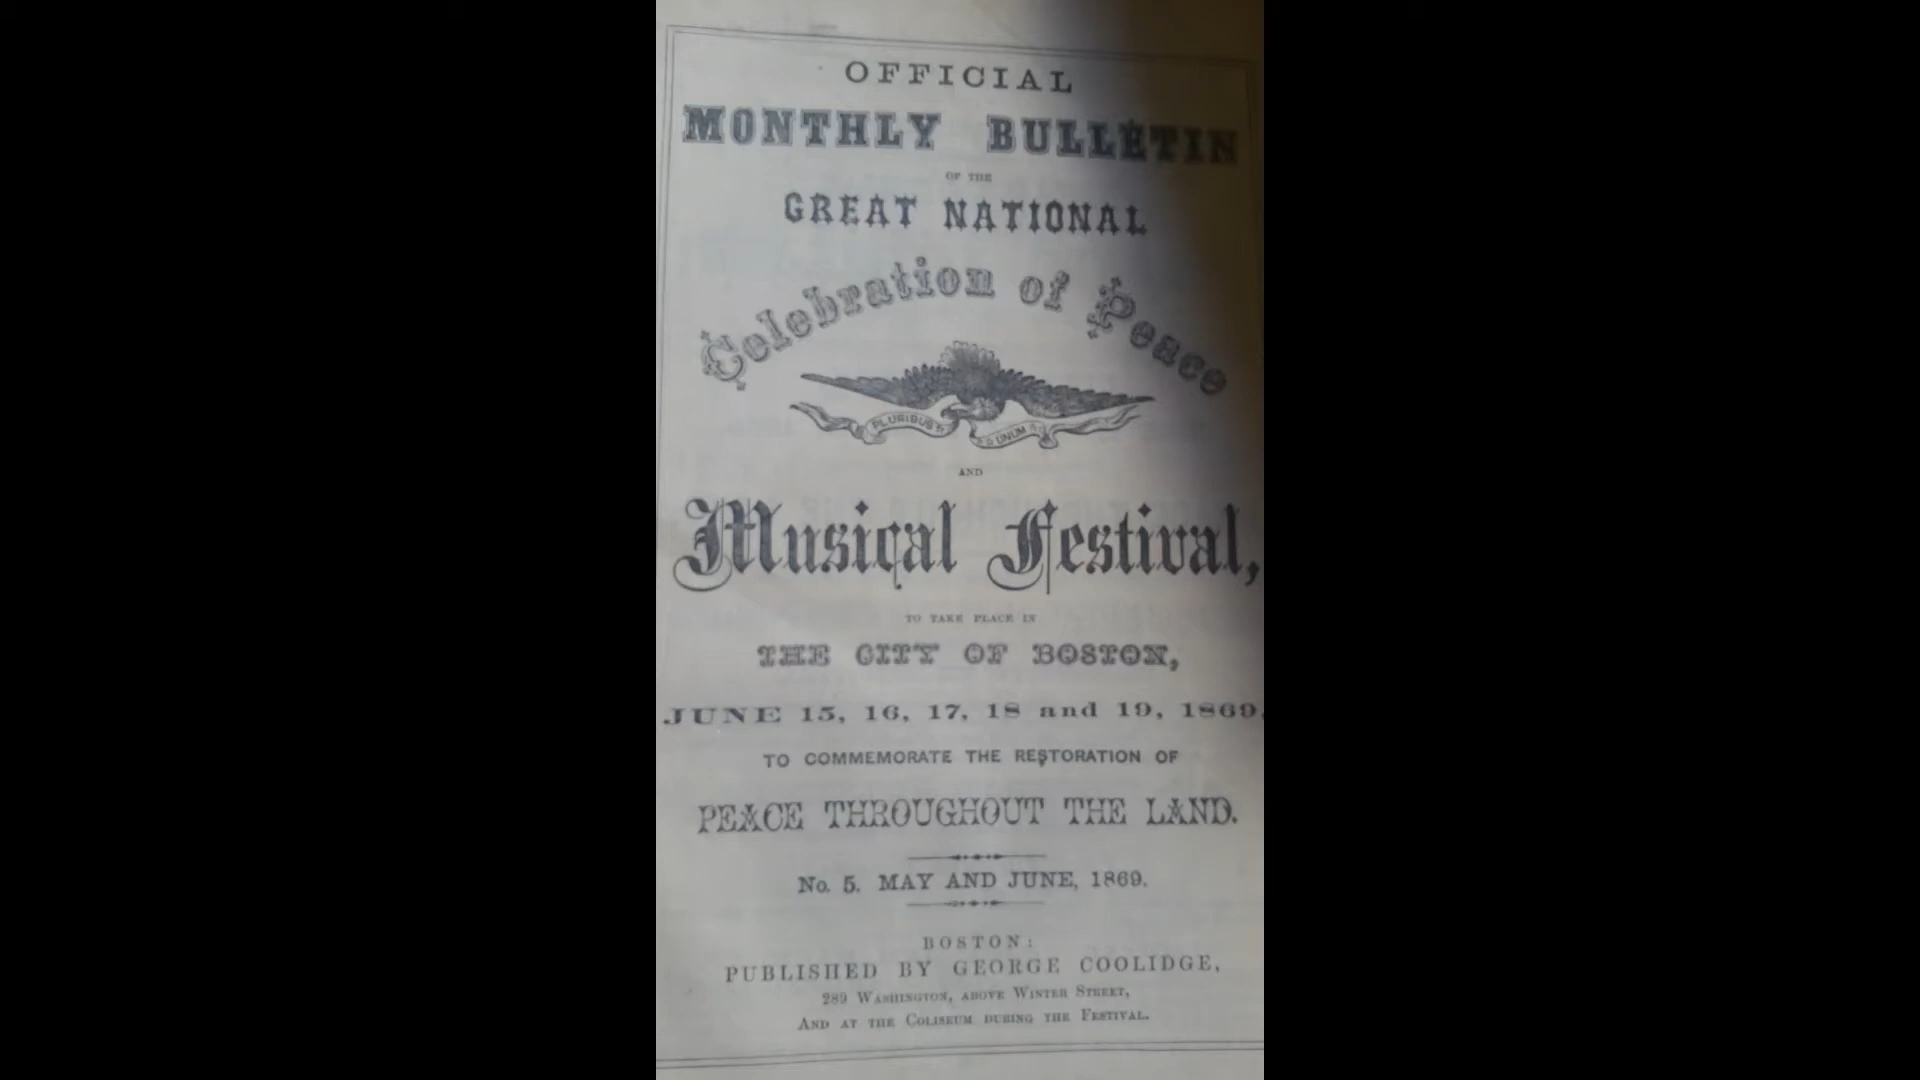 OFFICIAL
MONTHLY BULLETIN
OF THE
GREAT NATIONAL
Celebration of Peace
PLURIBUS
UNUM
AND
Musical Festival,
TO TAKE PLACE IN
THE CITY OF BOSTON,
JUNE 15, 16, 17, 18 and 19, 1869,
TO COMMEMORATE THE RESTORATION OF
PEACE THROUGHOUT THE LAND.
No. 5. MAY AND JUNE, 1869.
BOSTON:
PUBLISHED BY GEORGE COOLIDGE,
289 WASHINGTON, ABOVE WINTER STREET,
AND AT THE COLISEUM DURING THE FESTIVAL.